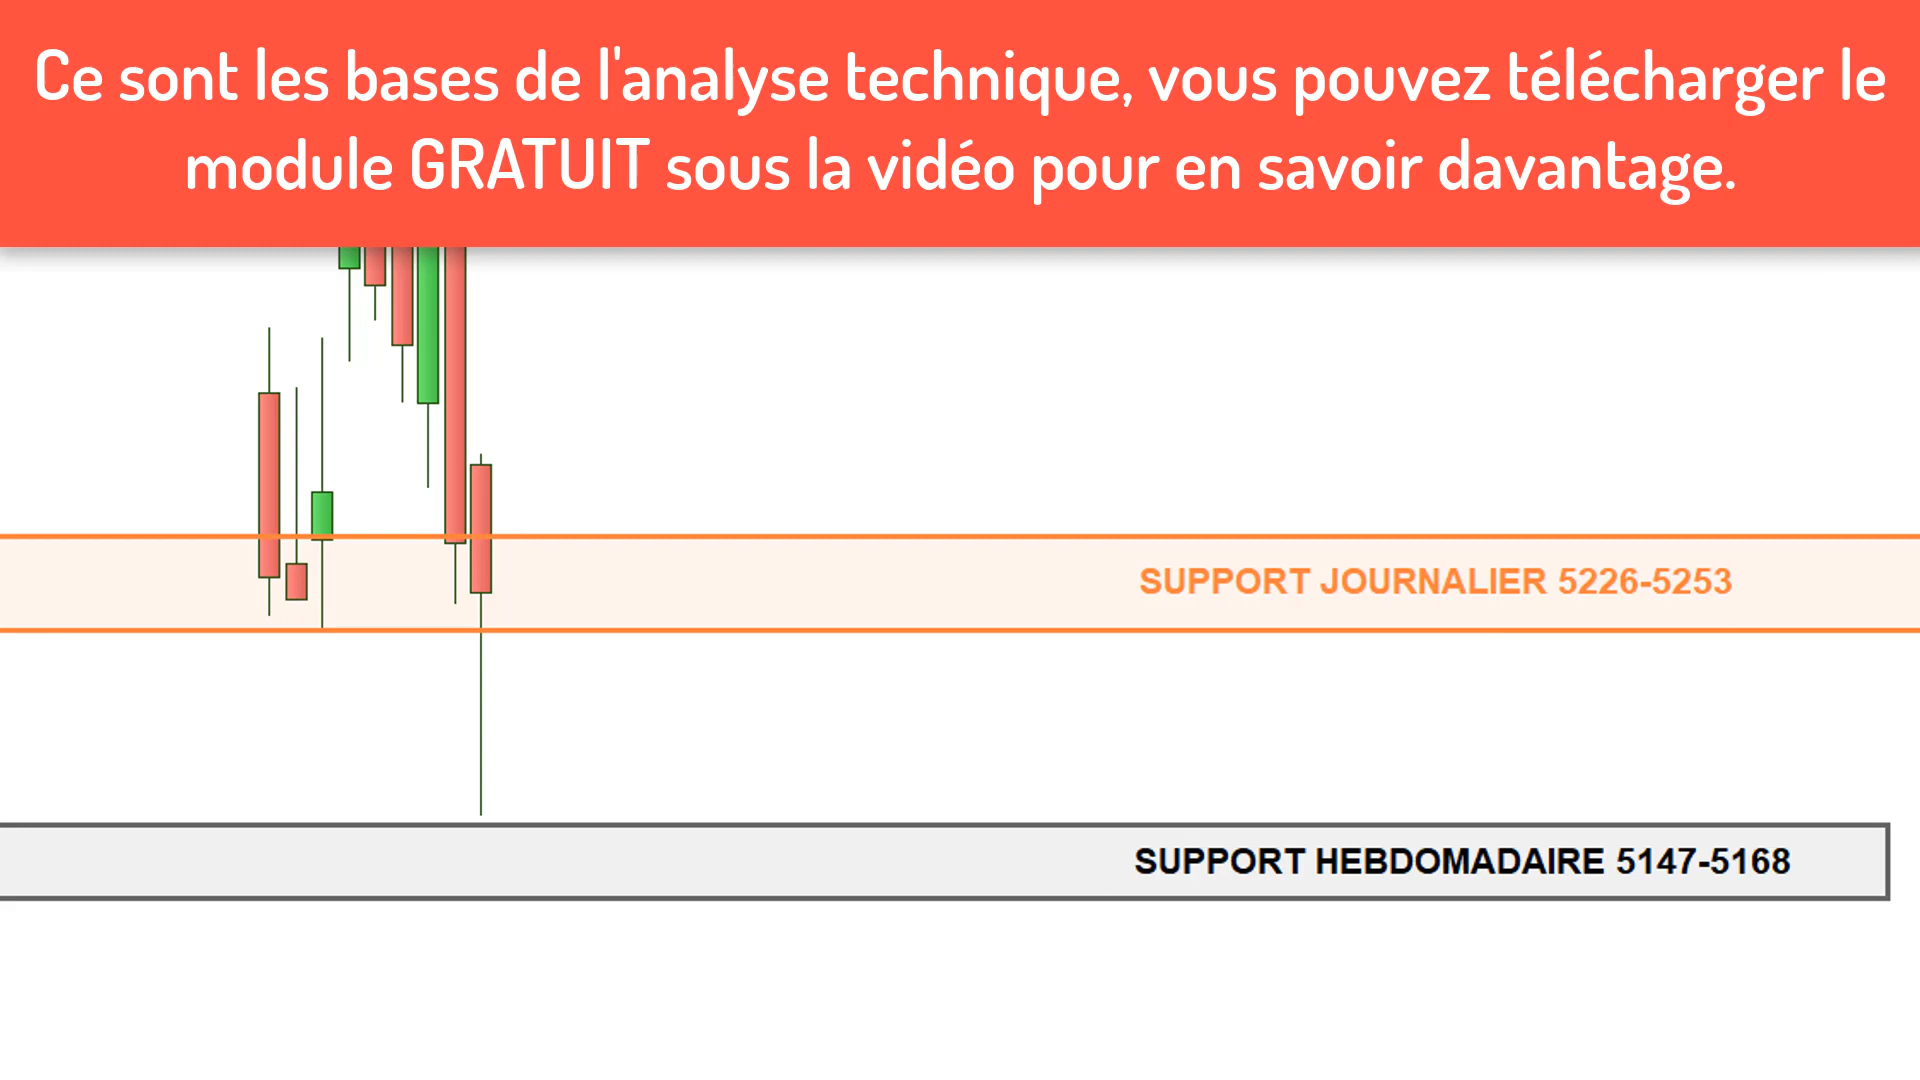 Ce sont les bases de l'analyse technique, vous pouvez télécharger le
module GRATUIT sous la vidéo pour en savoir davantage.
SUPPORT JOURNALIER 5226-5253
SUPPORT HEBDOMADAIRE 5147-5168